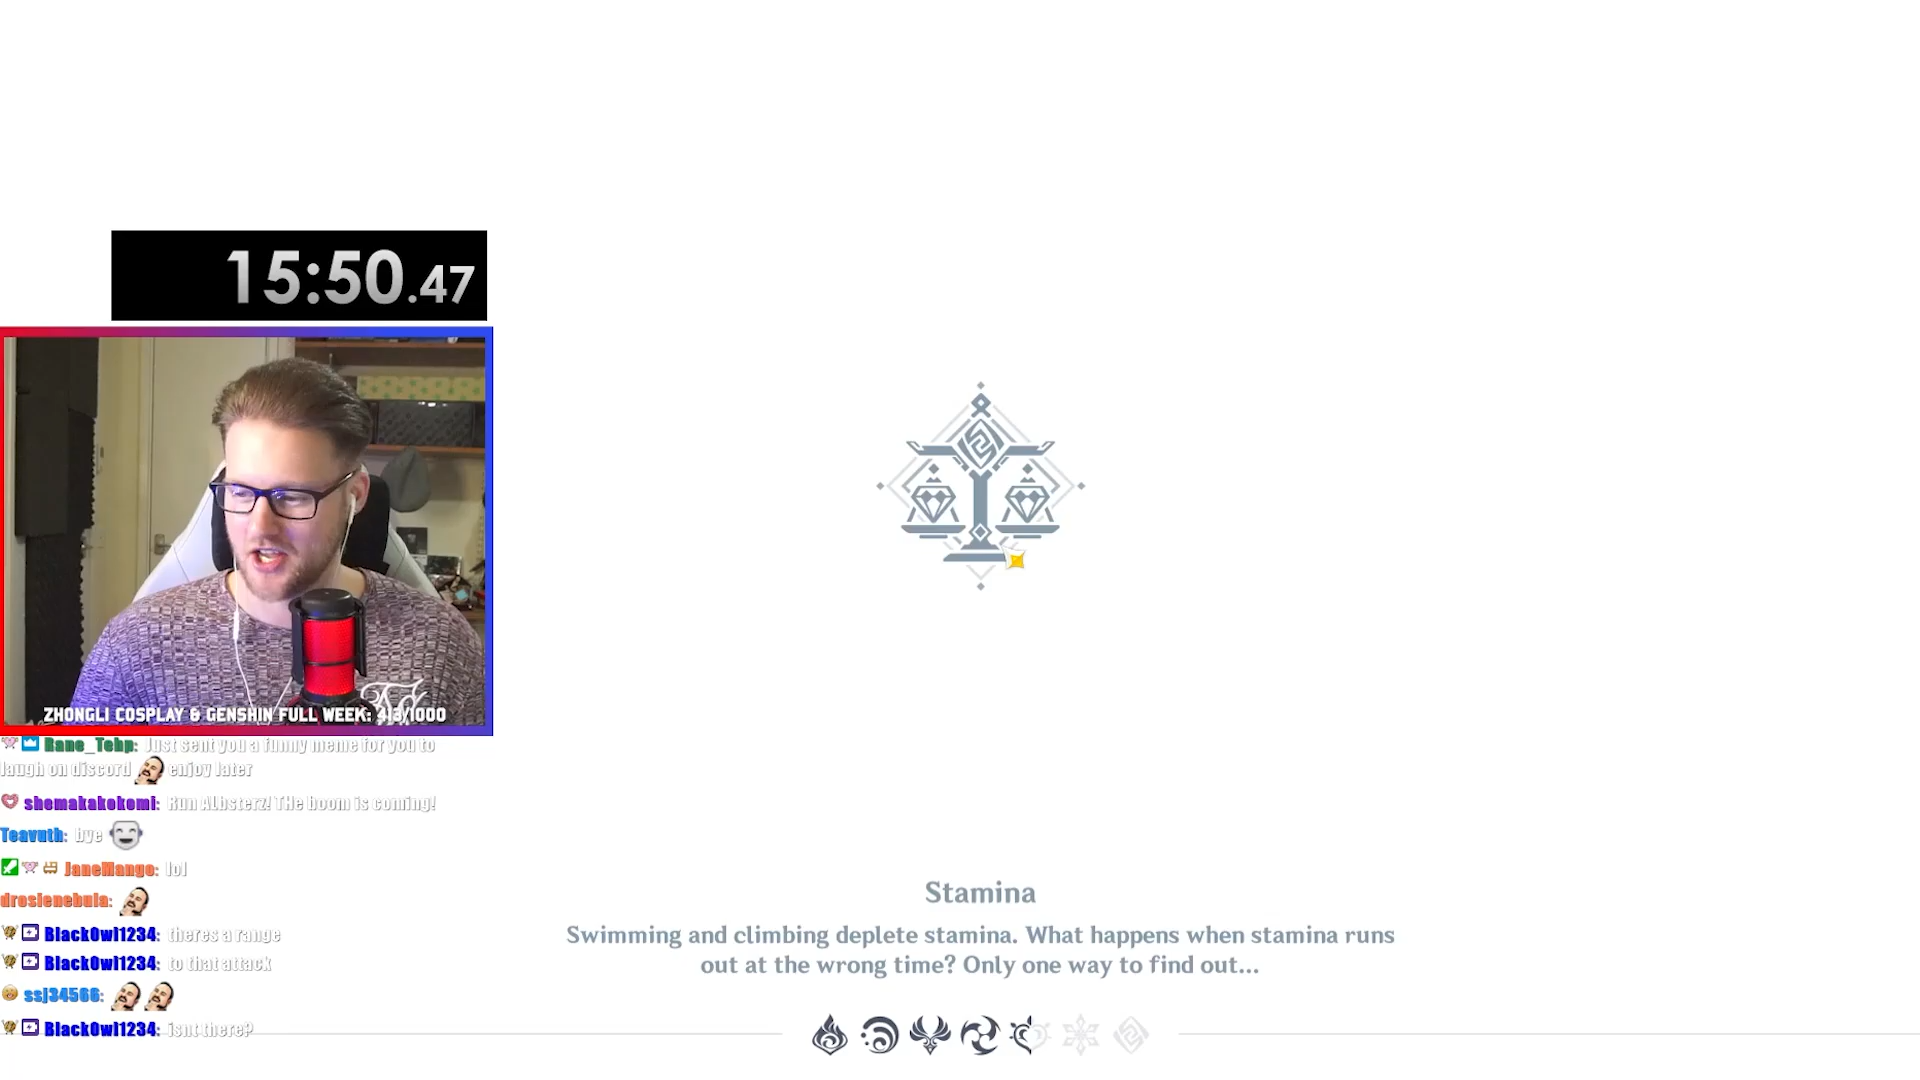 15:50.47
ZHONGLI COSPLAY & GENSHIN FULL WEEK: 413/1000
Rane_Tehp: Just sent you a funny meme for you to
laugh on discord enjoy later
shemakakokomi: Run ALbsterz! THe boom is coming!
Teavuth: bye
JaneMango: lol
drosienebula:
BlackOwl1234: theres a range
BlackOwl1234: to that attack
ssj34566:
BlackOwl1234: isnt there?
Stamina
Swimming and climbing deplete stamina. What happens when stamina runs
out at the wrong time? Only one way to find out...